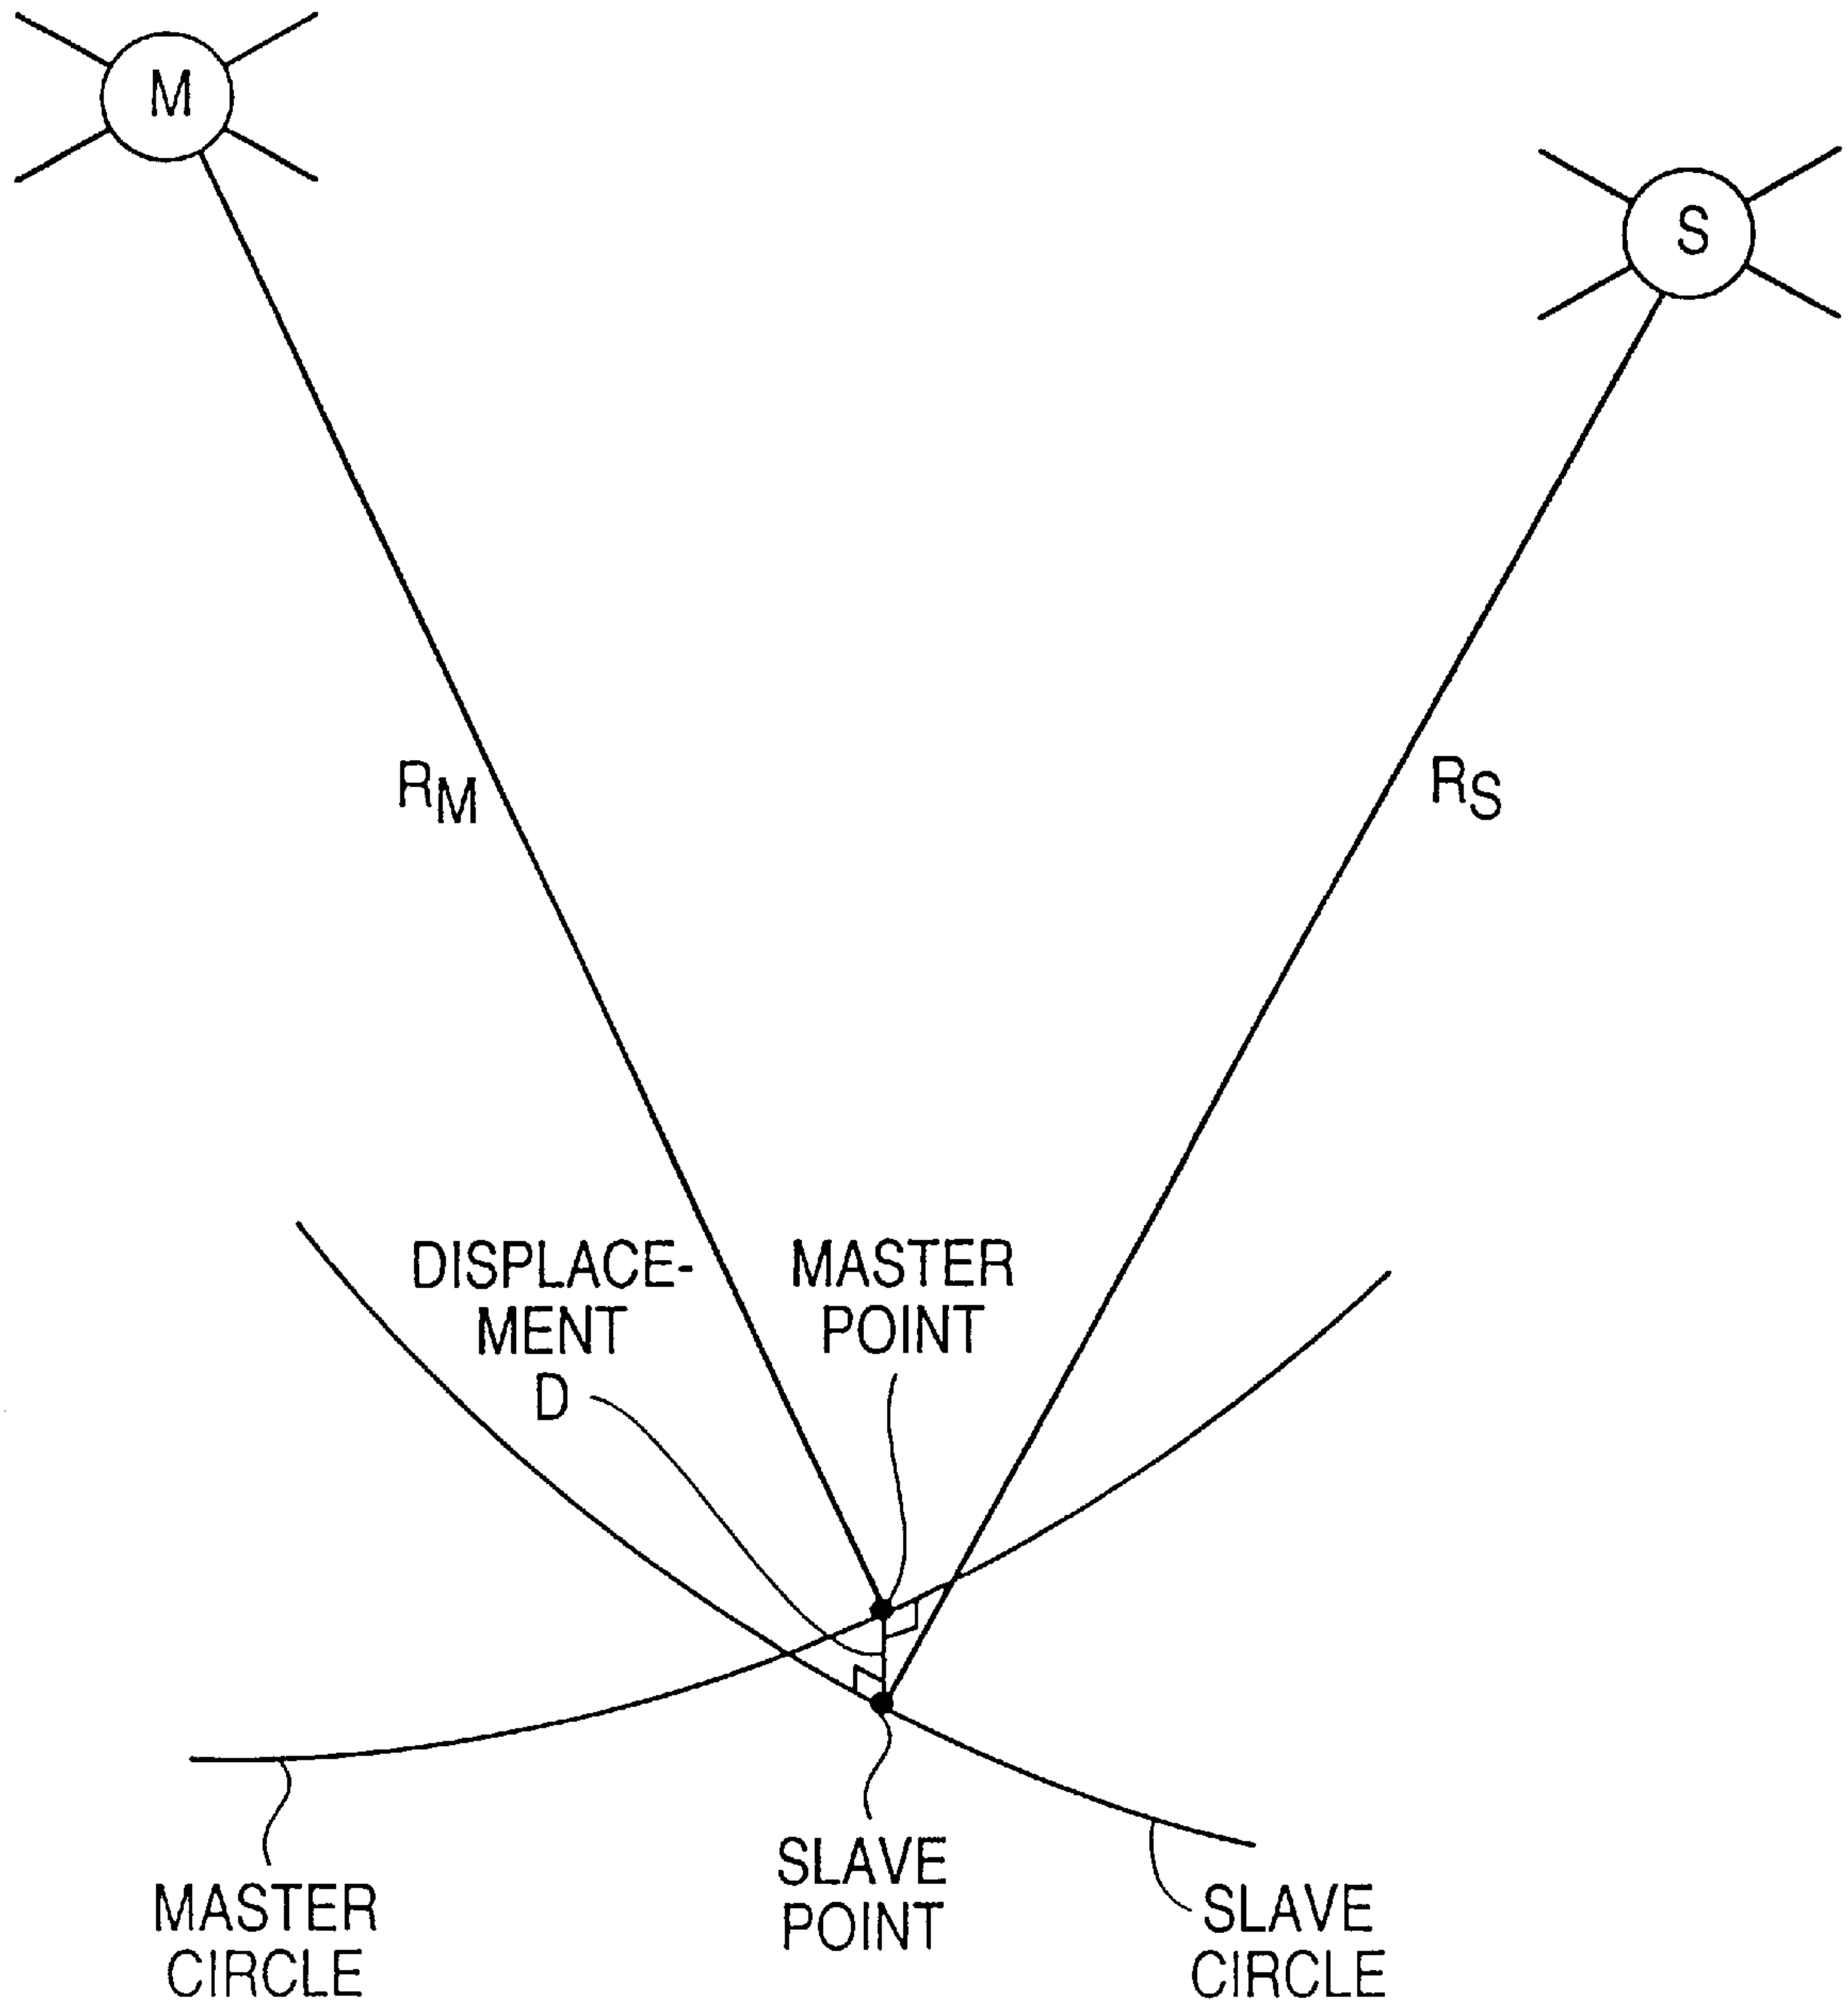 M
S
RM
RS
DISPLACE-
MENT
D
MASTER
POINT
SLAVE
POINT
MASTER
CIRCLE
SLAVE
CIRCLE